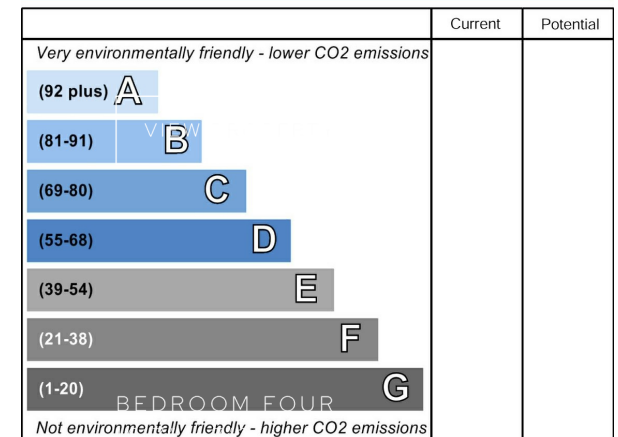 Current Potential
Very environmentally friendly - lower CO2 emissions
(92 plus) A
(81-91) B
VIEW
(69-80) C
(55-68) D
(39-54) E
(21-38) F
(1-20) G
BEDROOM FOUR
Not environmentally friendly - higher CO2 emissions